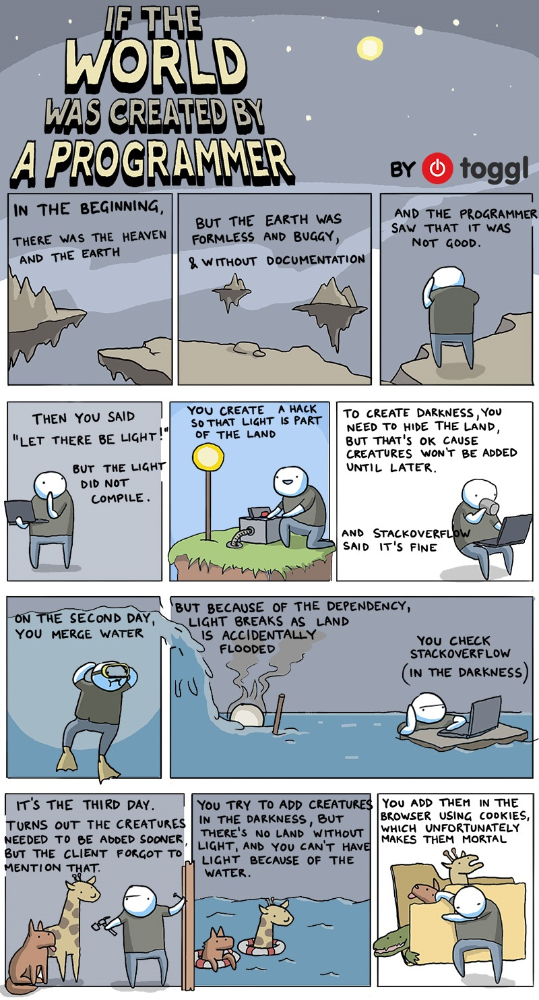 IF THE
WORLD
WAS CREATED BY
A PROGRAMMER
BY toggl
IN THE BEGINNING,
THERE WAS THE HEAVEN
AND THE EARTH
BUT THE EARTH WAS
FORMLESS AND BUGGY,
& WITHOUT DOCUMENTATION
AND THE PROGRAMMER
SAW THAT IT WAS
NOT GOOD.
THEN YOU SAID
"LET THERE BE LIGHT!"
BUT THE LIGHT
DID NOT
COMPILE.
YOU CREATE A HACK
SO THAT LIGHT IS PART
OF THE LAND
TO CREATE DARKNESS, YOU
NEED TO HIDE THE LAND,
BUT THAT'S OK CAUSE
CREATURES WON'T BE ADDED
UNTIL LATER.
AND STACKOVERFLOW
SAID IT'S FINE
ON THE SECOND DAY,
YOU MERGE WATER
BUT BECAUSE OF THE DEPENDENCY,
LIGHT BREAKS AS LAND
IS ACCIDENTALLY
FLOODED
YOU CHECK
STACKOVERFLOW
(IN THE DARKNESS)
IT'S THE THIRD DAY.
TURNS OUT THE CREATURES
NEEDED TO BE ADDED SOONER,
BUT THE CLIENT FORGOT TO
MENTION THAT.
YOU TRY TO ADD CREATURES
IN THE DARKNESS, BUT
THERE'S NO LAND WITHOUT
LIGHT, AND YOU CAN'T HAVE
LIGHT BECAUSE OF THE
WATER.
YOU ADD THEM IN THE
BROWSER USING COOKIES,
WHICH UNFORTUNATELY
MAKES THEM MORTAL